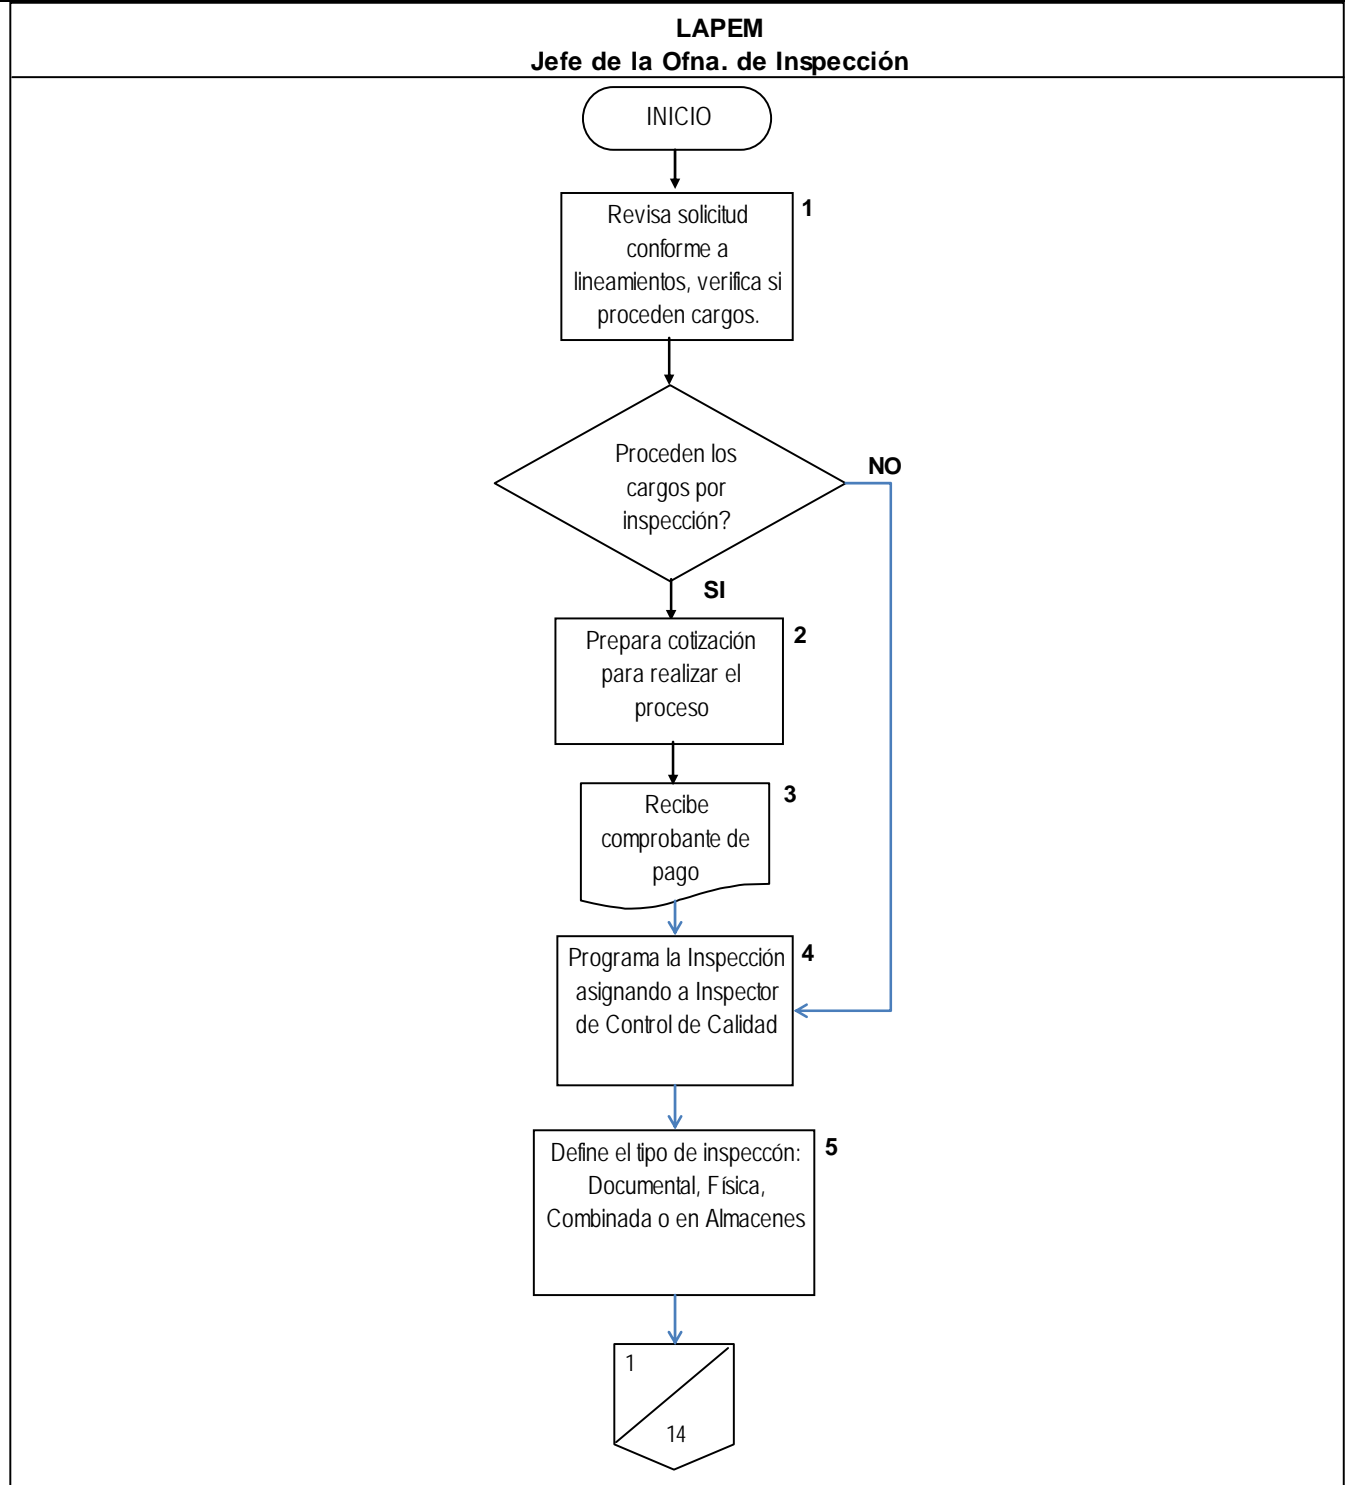 LAPEM
Jefe de la Ofna. de Inspección
INICIO
1
Revisa solicitud
conforme a
lineamientos, verifica si
proceden cargos.
Proceden los
cargos por
inspección?
NO
SI
2
Prepara cotización
para realizar el
proceso
3
Recibe
comprobante de
pago
4
Programa la Inspección
asignando a Inspector
de Control de Calidad
5
Define el tipo de inspeccón:
Documental, Física,
Combinada o en Almacenes
1
14